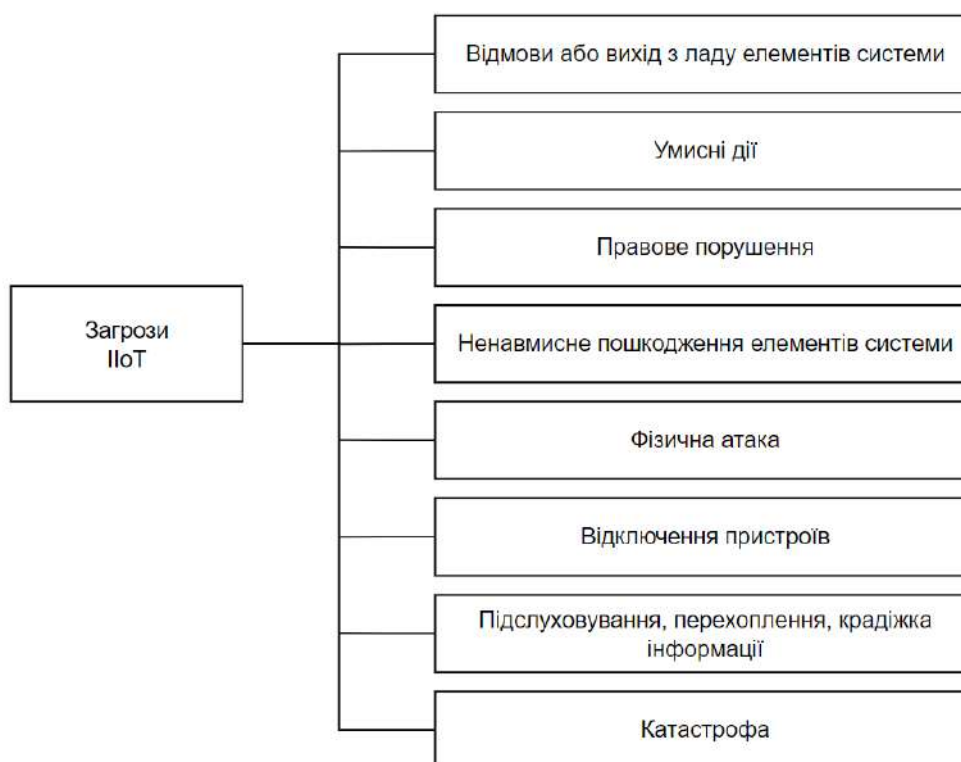 Відмови або вихід з ладу елементів системи
Умисні дії
Правове порушення
Загрози
IIoT
Ненавмисне пошкодження елементів системи
Фізична атака
Відключення пристроїв
Підслуховування, перехоплення, крадіжка
інформації
Катастрофа